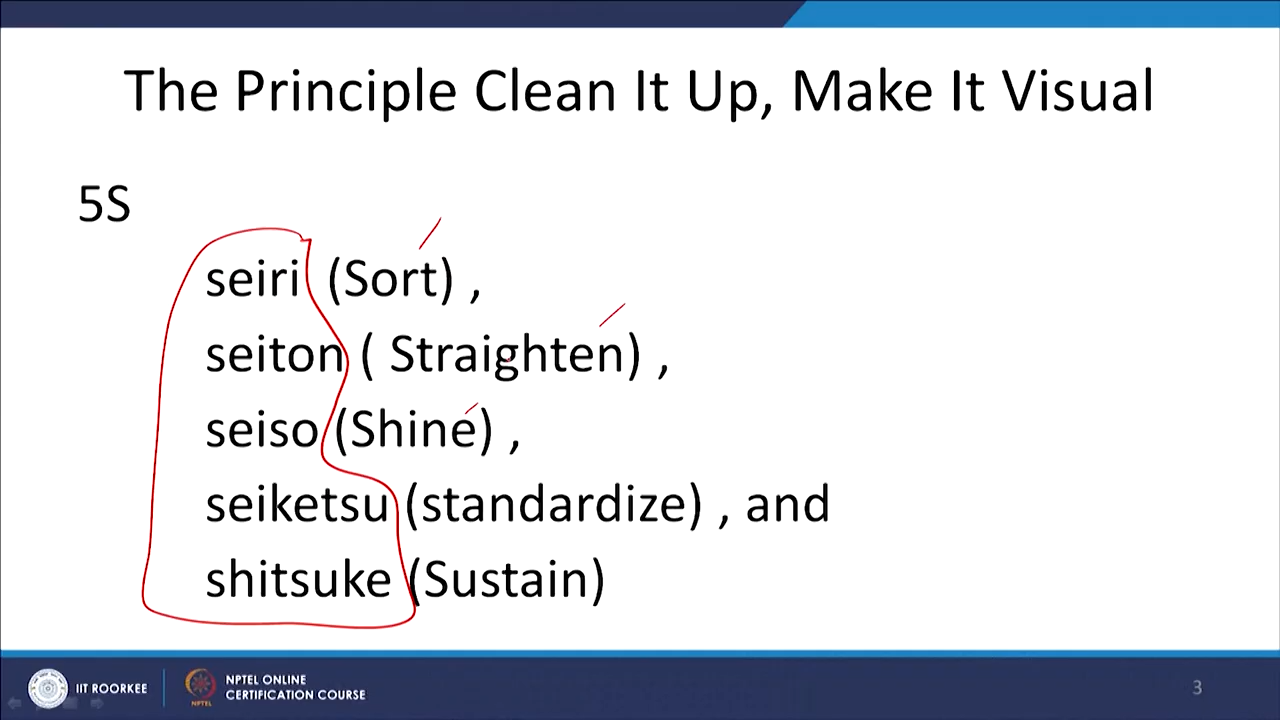 The Principle Clean It Up, Make It Visual
5S
seiri (Sort) ,
seiton ( Straighten) ,
seiso (Shine) ,
seiketsu (standardize) , and
shitsuke (Sustain)
IIT ROORKEE
NPTEL
NPTEL ONLINE
CERTIFICATION COURSE
3